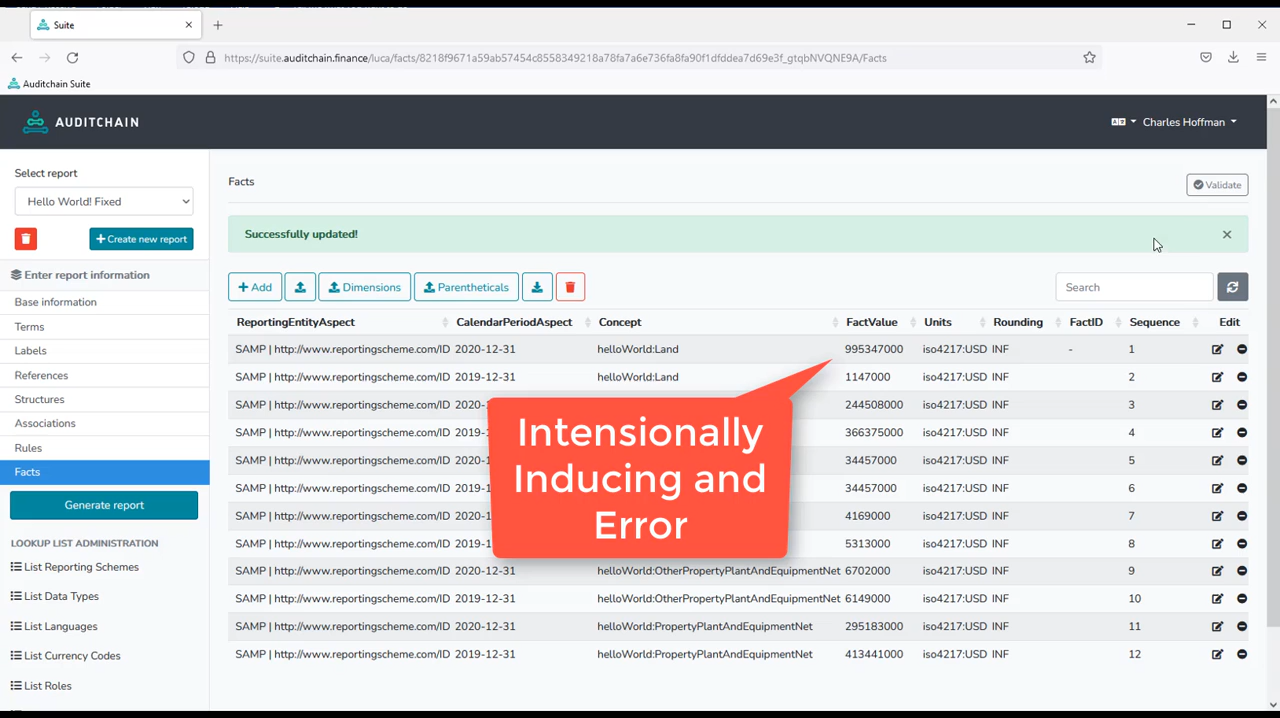 Suite
https://suite.auditchain.finance/luca/facts/8218f9671a59ab57454c8558349218a78fa7a6e736fa8fa90f1dfddea7d69e3f_gtqbNVQNE9A/Facts
Auditchain Suite
AUDITCHAIN
Charles Hoffman
Select report
Hello World! Fixed
Create new report
Enter report information
Base information
Terms
Labels
References
Structures
Associations
Rules
Facts
Generate report
LOOKUP LIST ADMINISTRATION
List Reporting Schemes
List Data Types
List Languages
List Currency Codes
List Roles
Facts
Validate
Successfully updated!
Add Dimensions Parentheticals Search
ReportingEntityAspect CalendarPeriodAspect Concept FactValue Units Rounding FactID Sequence Edit
SAMP | http://www.reportingscheme.com/ID 2020-12-31 helloWorld:Land 995347000 iso4217:USD INF - 1
SAMP | http://www.reportingscheme.com/ID 2019-12-31 helloWorld:Land 1147000 iso4217:USD INF 2
SAMP | http://www.reportingscheme.com/ID 2020-1 244508000 iso4217:USD INF 3
SAMP | http://www.reportingscheme.com/ID 2019-1 366375000 iso4217:USD INF 4
SAMP | http://www.reportingscheme.com/ID 2020-1 34457000 iso4217:USD INF 5
SAMP | http://www.reportingscheme.com/ID 2019-1 34457000 iso4217:USD INF 6
SAMP | http://www.reportingscheme.com/ID 2020-1 4169000 iso4217:USD INF 7
SAMP | http://www.reportingscheme.com/ID 2019-1 5313000 iso4217:USD INF 8
SAMP | http://www.reportingscheme.com/ID 2020-12-31 helloWorld:OtherPropertyPlantAndEquipmentNet 6702000 iso4217:USD INF 9
SAMP | http://www.reportingscheme.com/ID 2019-12-31 helloWorld:OtherPropertyPlantAndEquipmentNet 6149000 iso4217:USD INF 10
SAMP | http://www.reportingscheme.com/ID 2020-12-31 helloWorld:PropertyPlantAndEquipmentNet 295183000 iso4217:USD INF 11
SAMP | http://www.reportingscheme.com/ID 2019-12-31 helloWorld:PropertyPlantAndEquipmentNet 413441000 iso4217:USD INF 12
Intensionally
Inducing and
Error